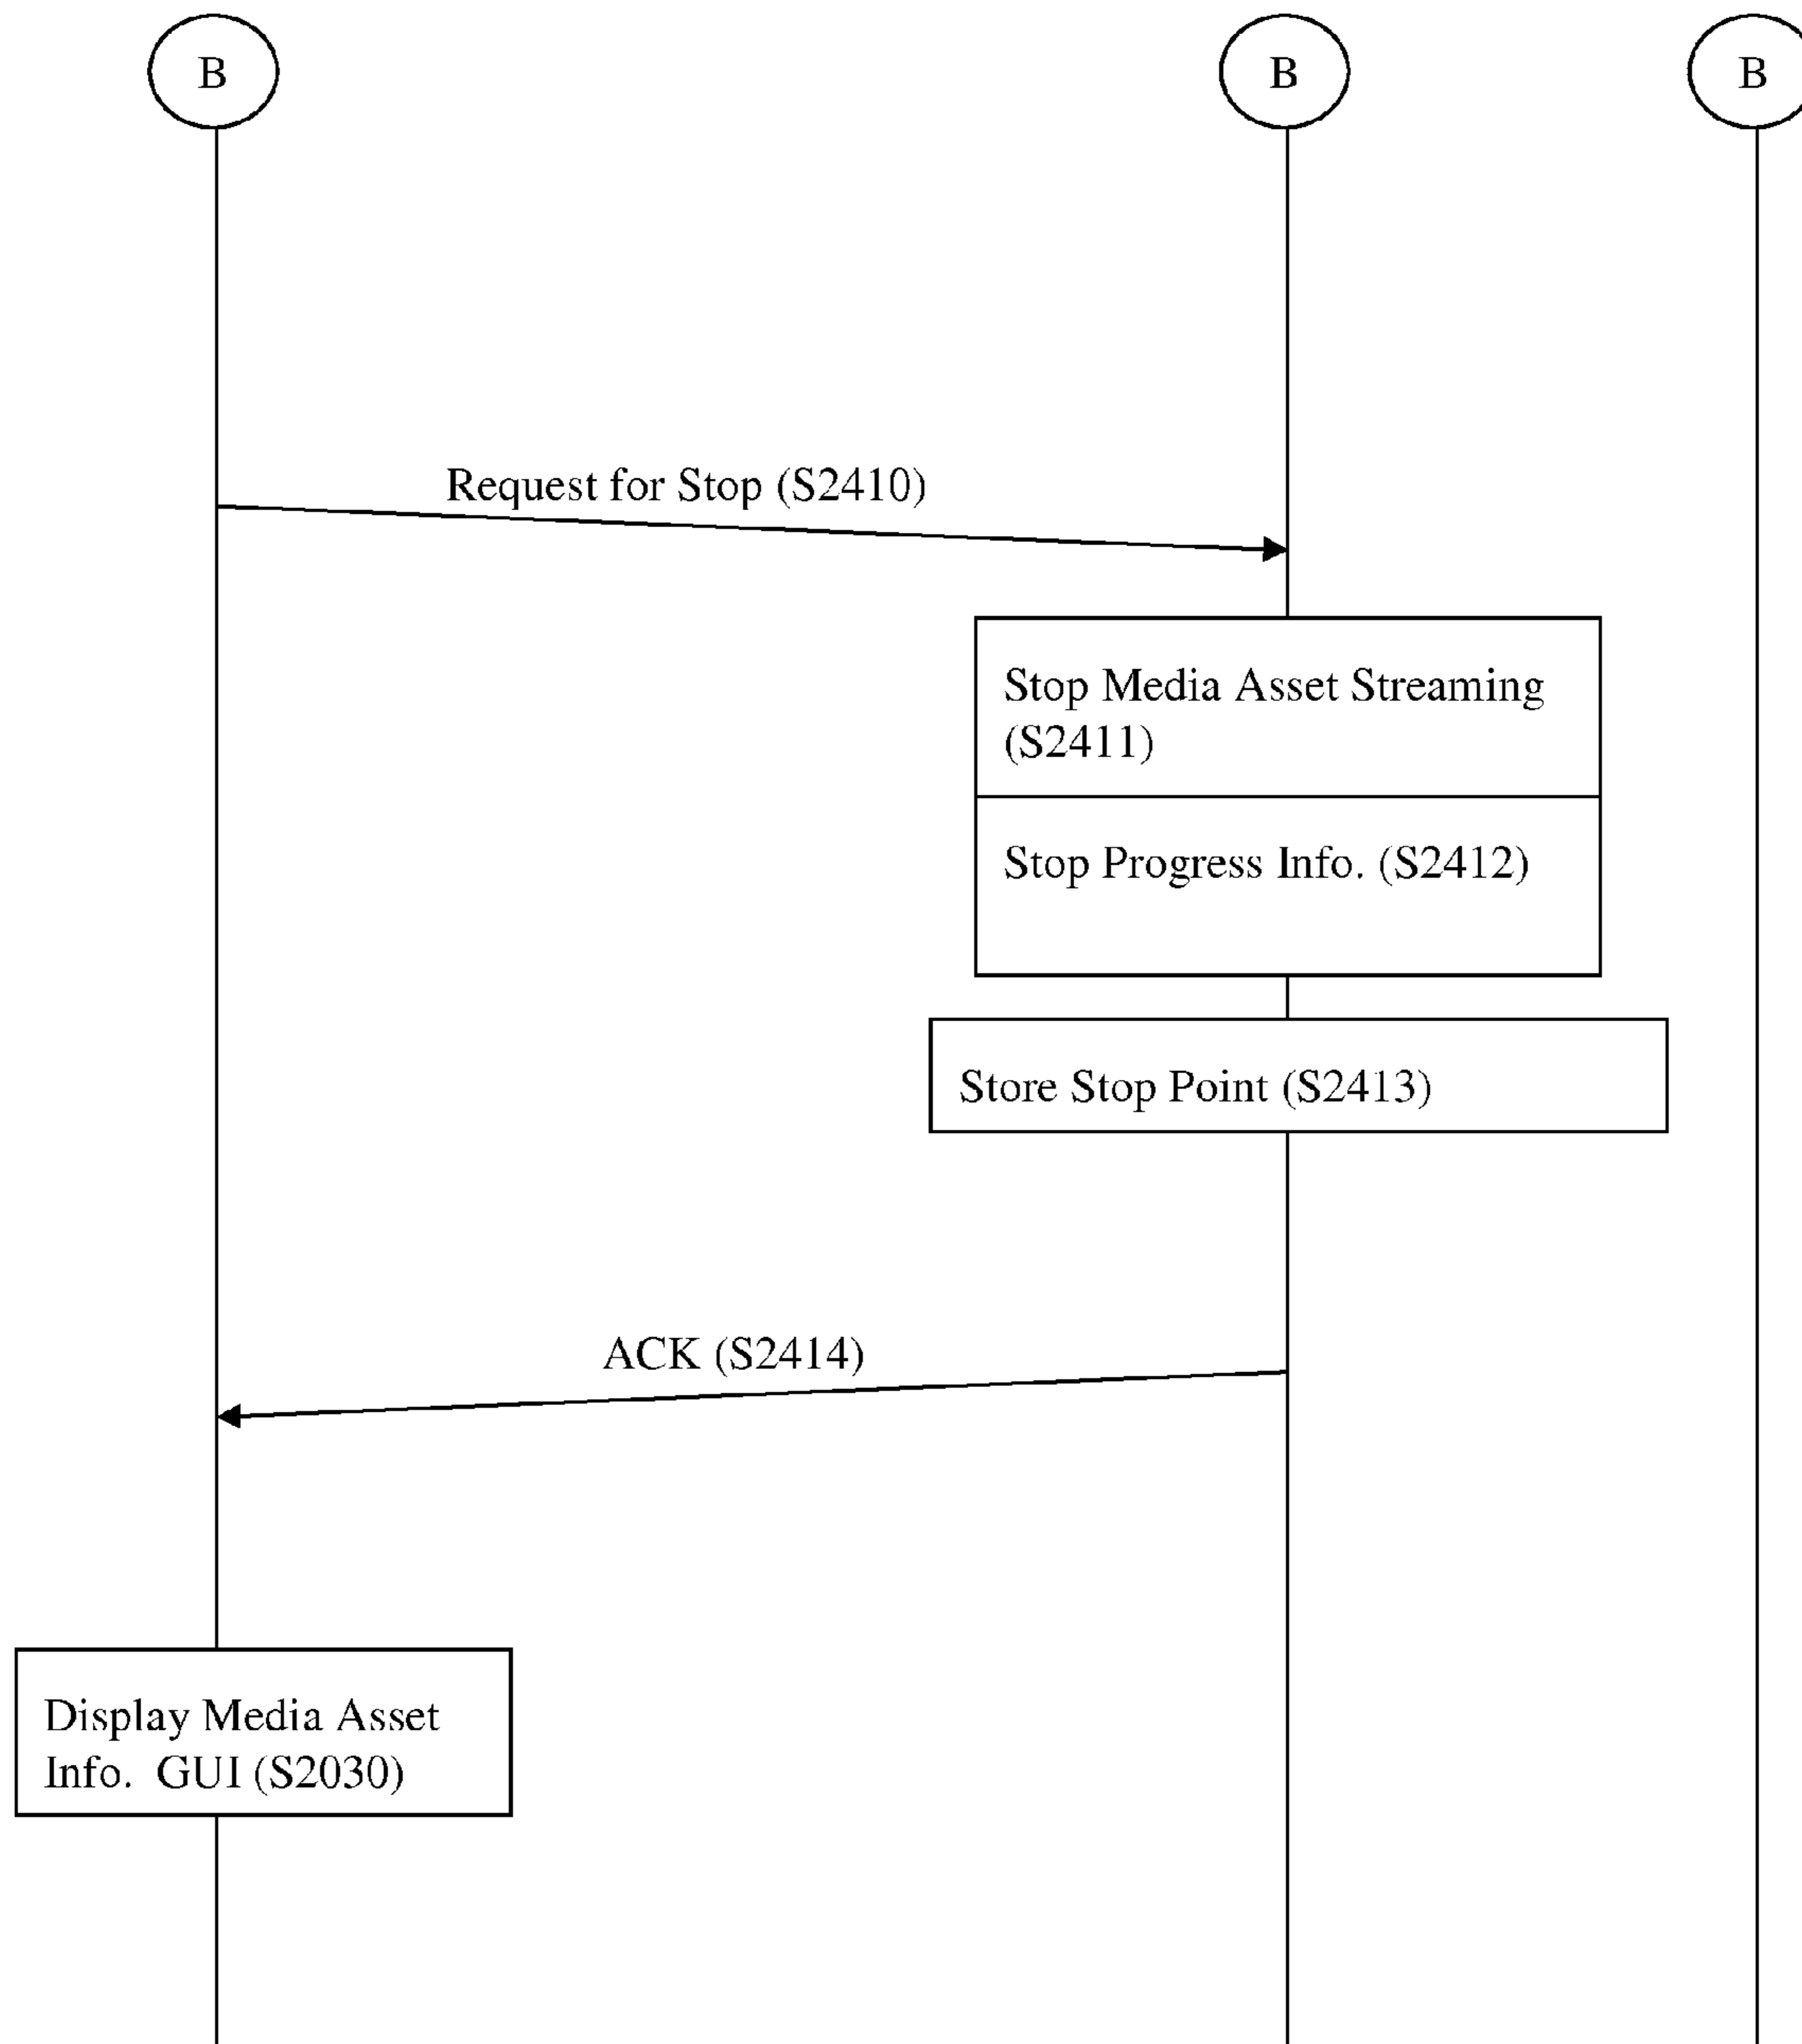 B
B
B
Request for Stop (S2410)
Stop Media Asset Streaming
(S2411)
Stop Progress Info. (S2412)
Store Stop Point (S2413)
ACK (S2414)
Display Media Asset
Info. GUI (S2030)